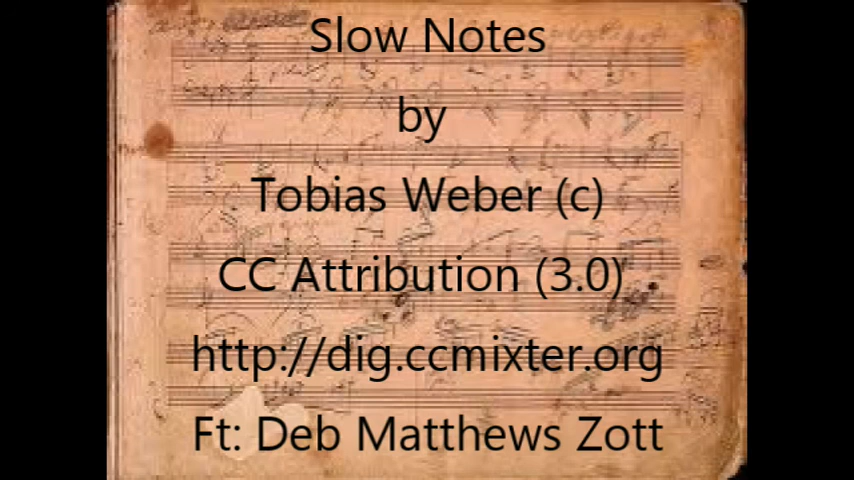 Slow Notes
by
Tobias Weber (c)
CC Attribution (3.0)
http://dig.ccmixter.org
Ft: Deb Matthews Zott